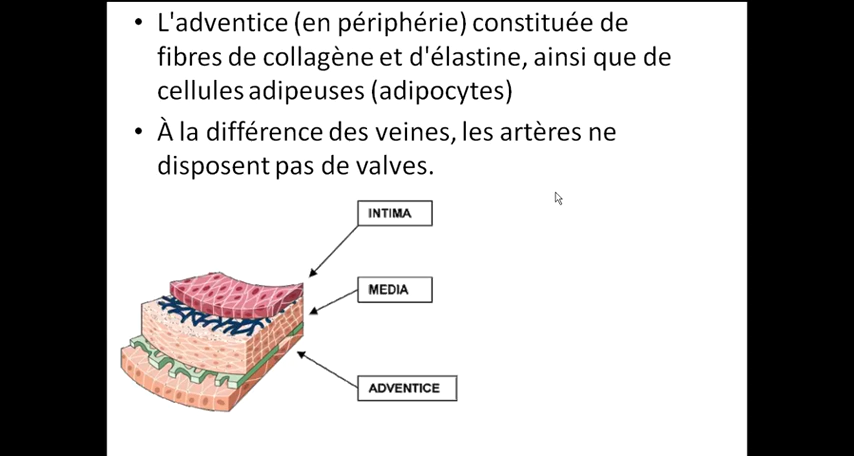 • L'adventice (en périphérie) constituée de
fibres de collagène et d'élastine, ainsi que de
cellules adipeuses (adipocytes)
• À la différence des veines, les artères ne
disposent pas de valves.
INTIMA
MEDIA
ADVENTICE